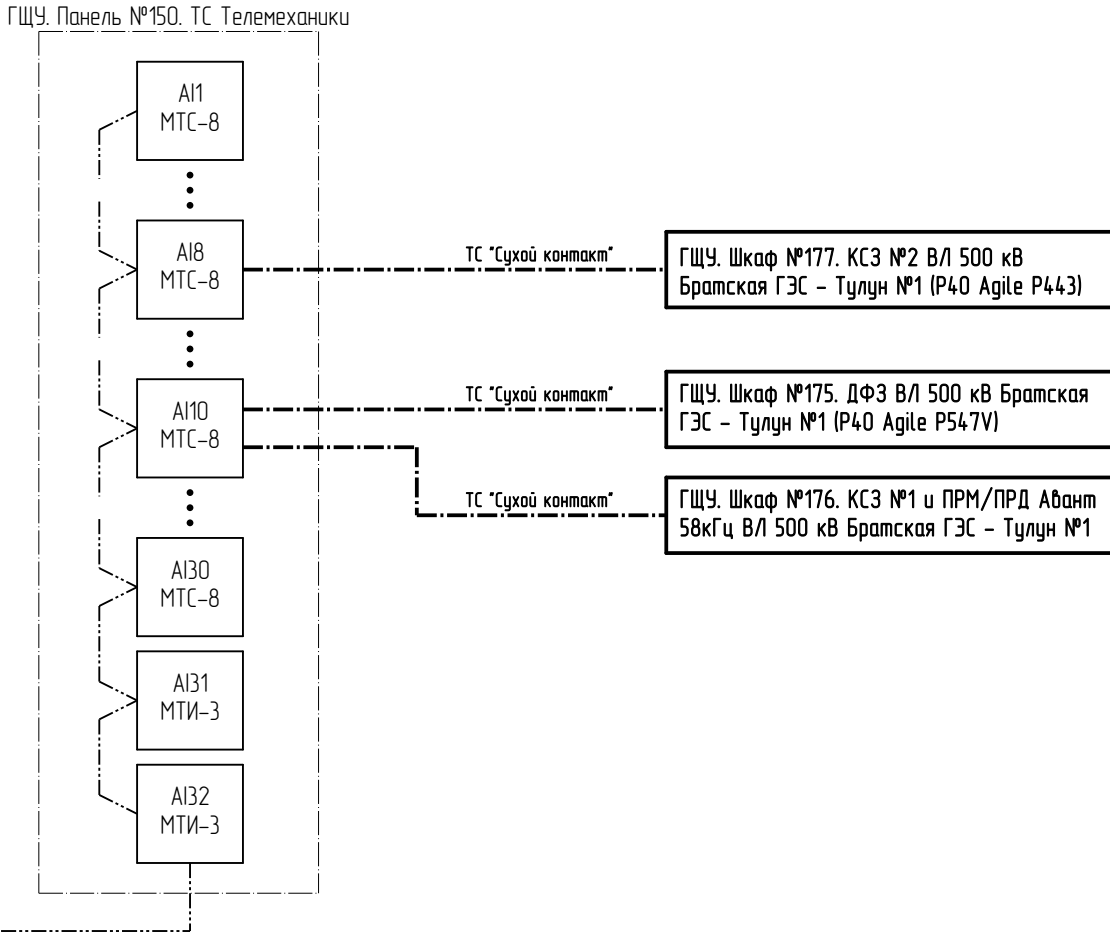 ГЩУ. Панель №150. ТС Телемеханики
AI1
МТС-8
AI8
МТС-8
ТС "Сухой контакт"
ГЩУ. Шкаф №177. КСЗ №2 ВЛ 500 кВ
Братская ГЭС - Тулун №1 (P40 Agile P443)
AI10
МТС-8
ТС "Сухой контакт"
ГЩУ. Шкаф №175. ДФЗ ВЛ 500 кВ Братская
ГЭС - Тулун №1 (P40 Agile P547V)
ТС "Сухой контакт"
ГЩУ. Шкаф №176. КСЗ №1 и ПРМ/ПРД Авант
58кГц ВЛ 500 кВ Братская ГЭС - Тулун №1
AI30
МТС-8
AI31
МТИ-3
AI32
МТИ-3